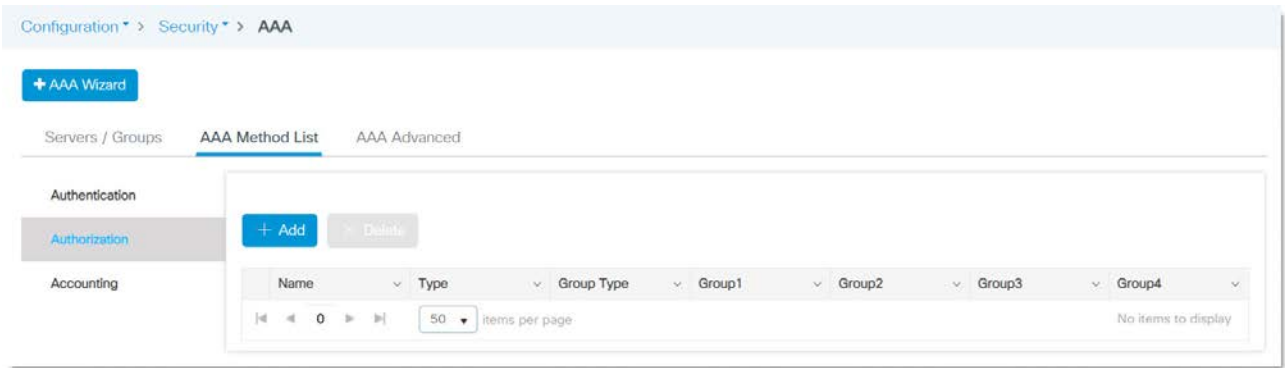 Configuration > Security > AAA
+ AAA Wizard
Servers / Groups AAA Method List AAA Advanced
Authentication
Authorization
Accounting
+ Add × Delete
Name Type Group Type Group1 Group2 Group3 Group4
0 50 items per page No items to display